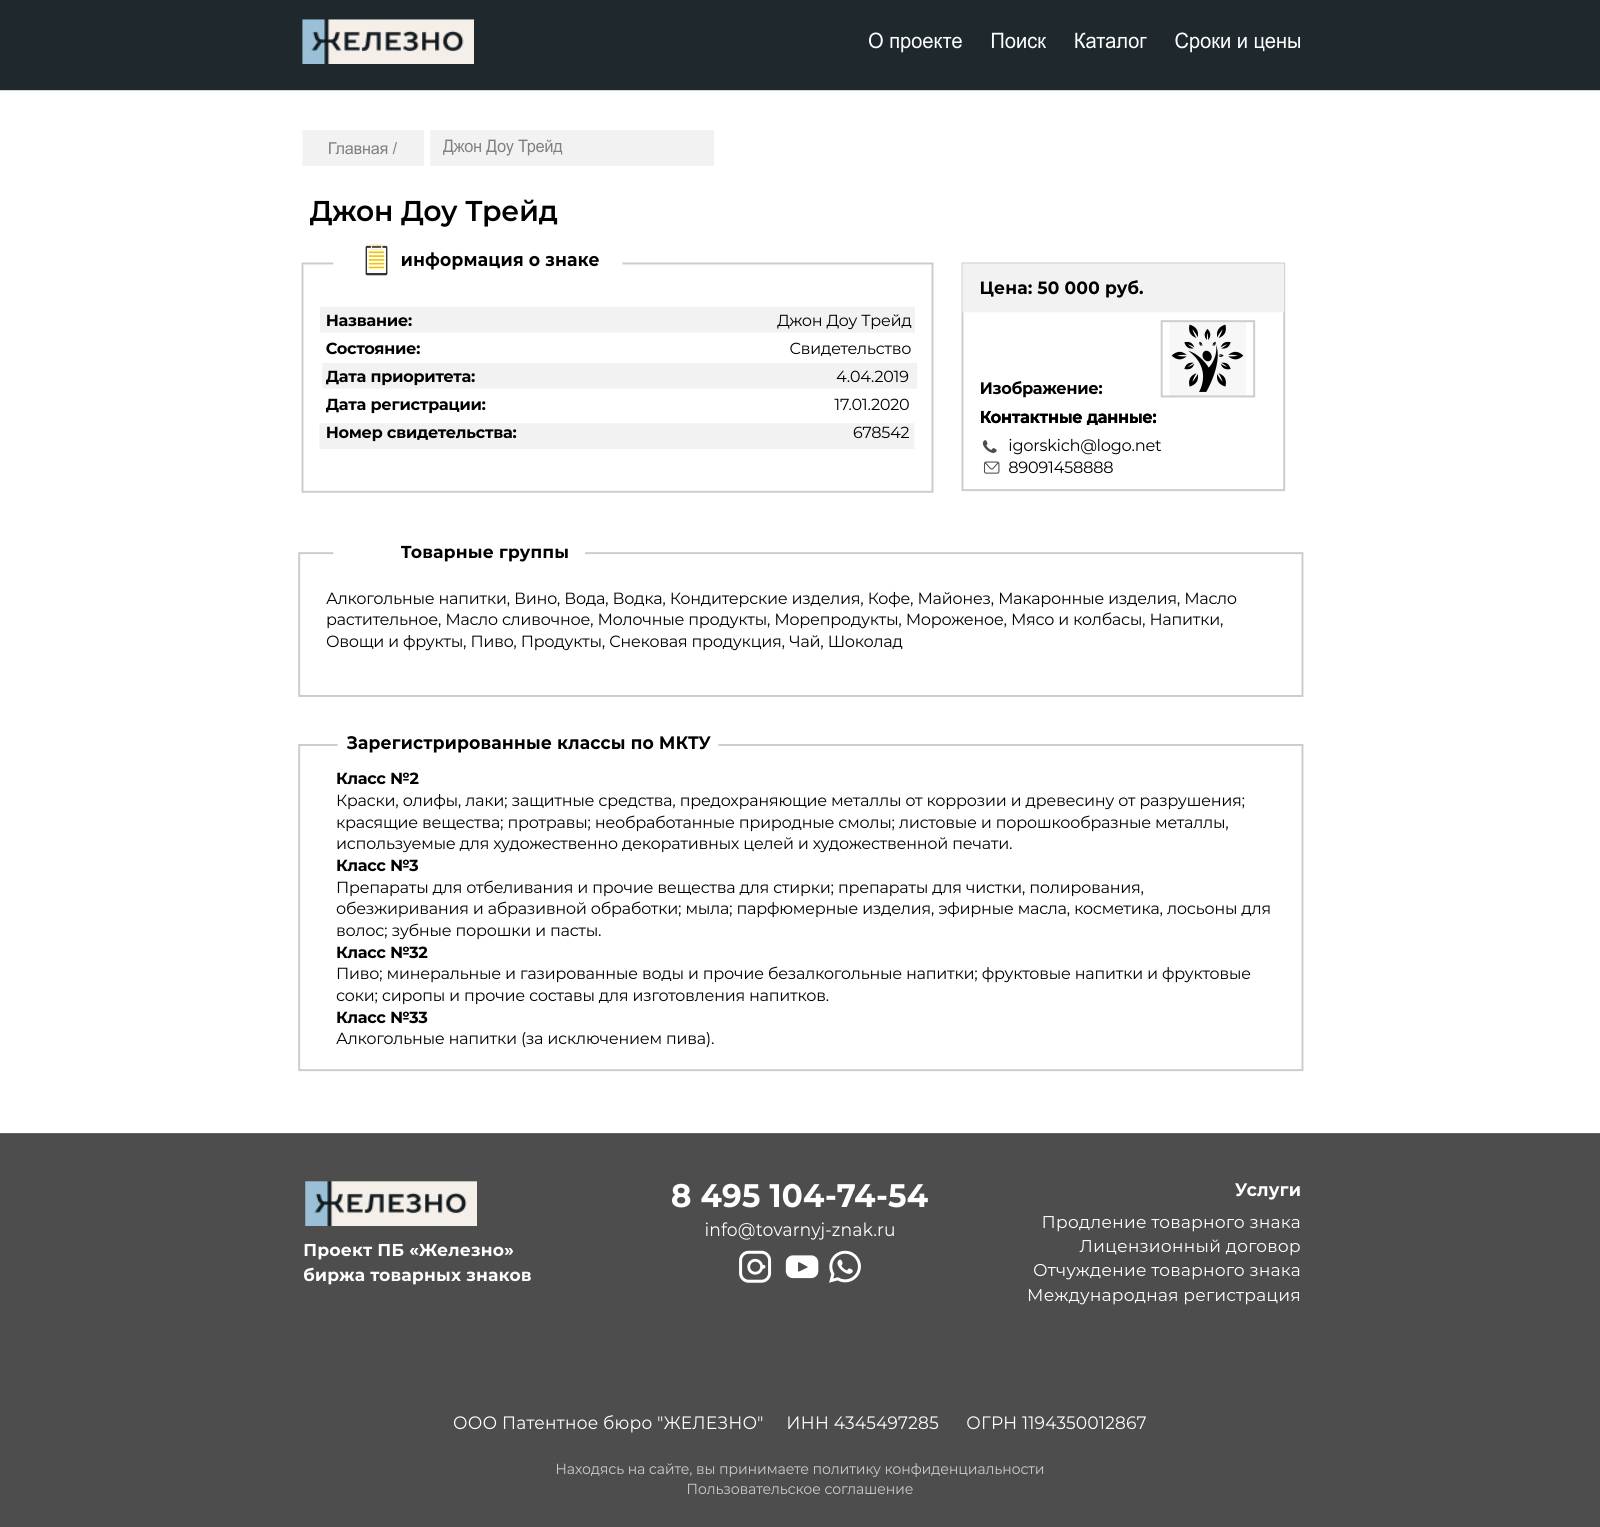 ЖЕЛЕЗНО
О проекте Поиск Каталог Сроки и цены
Главная / Джон Доу Трейд
Джон Доу Трейд
информация о знаке
Название: Джон Доу Трейд
Состояние: Свидетельство
Дата приоритета: 4.04.2019
Дата регистрации: 17.01.2020
Номер свидетельства: 678542
Цена: 50 000 руб.
Изображение:
Контактные данные:
igorskich@logo.net
89091458888
Товарные группы
Алкогольные напитки, Вино, Вода, Водка, Кондитерские изделия, Кофе, Майонез, Макаронные изделия, Масло
растительное, Масло сливочное, Молочные продукты, Морепродукты, Мороженое, Мясо и колбасы, Напитки,
Овощи и фрукты, Пиво, Продукты, Снековая продукция, Чай, Шоколад
Зарегистрированные классы по МКТУ
Класс №2
Краски, олифы, лаки; защитные средства, предохраняющие металлы от коррозии и древесину от разрушения;
красящие вещества; протравы; необработанные природные смолы; листовые и порошкообразные металлы,
используемые для художественно декоративных целей и художественной печати.
Класс №3
Препараты для отбеливания и прочие вещества для стирки; препараты для чистки, полирования,
обезжиривания и абразивной обработки; мыла; парфюмерные изделия, эфирные масла, косметика, лосьоны для
волос; зубные порошки и пасты.
Класс №32
Пиво; минеральные и газированные воды и прочие безалкогольные напитки; фруктовые напитки и фруктовые
соки; сиропы и прочие составы для изготовления напитков.
Класс №33
Алкогольные напитки (за исключением пива).
ЖЕЛЕЗНО
Проект ПБ «Железно»
биржа товарных знаков
8 495 104-74-54
info@tovarnyj-znak.ru
Услуги
Продление товарного знака
Лицензионный договор
Отчуждение товарного знака
Международная регистрация
ООО Патентное бюро "ЖЕЛЕЗНО" ИНН 4345497285 ОГРН 1194350012867
Находясь на сайте, вы принимаете политику конфиденциальности
Пользовательское соглашение